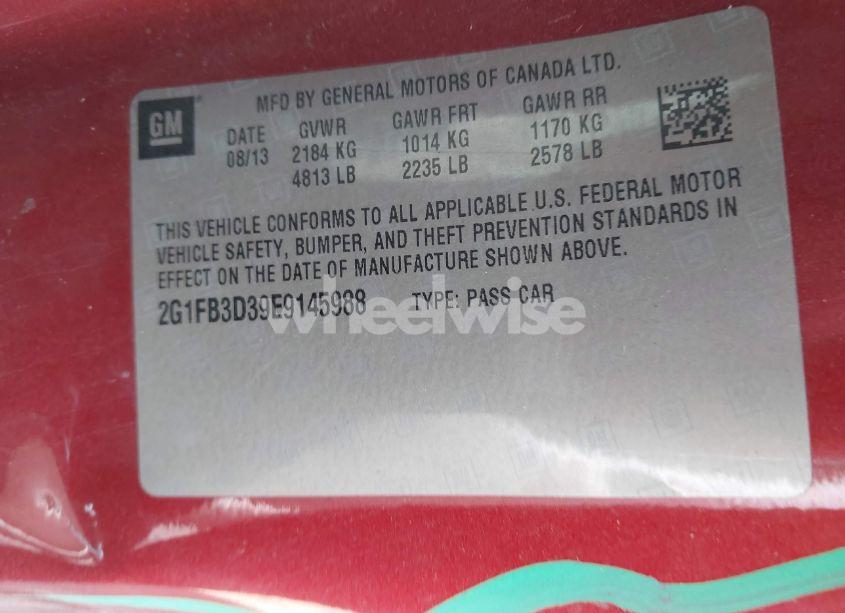 MFD BY GENERAL MOTORS OF CANADA LTD.
GM
DATE GVWR GAWR FRT GAWR RR
08/13 2184 KG 1014 KG 1170 KG
4813 LB 2235 LB 2578 LB
THIS VEHICLE CONFORMS TO ALL APPLICABLE U.S. FEDERAL MOTOR
VEHICLE SAFETY, BUMPER, AND THEFT PREVENTION STANDARDS IN
EFFECT ON THE DATE OF MANUFACTURE SHOWN ABOVE.
2G1FB3D39E9145988 TYPE: PASS CAR
wheelwise